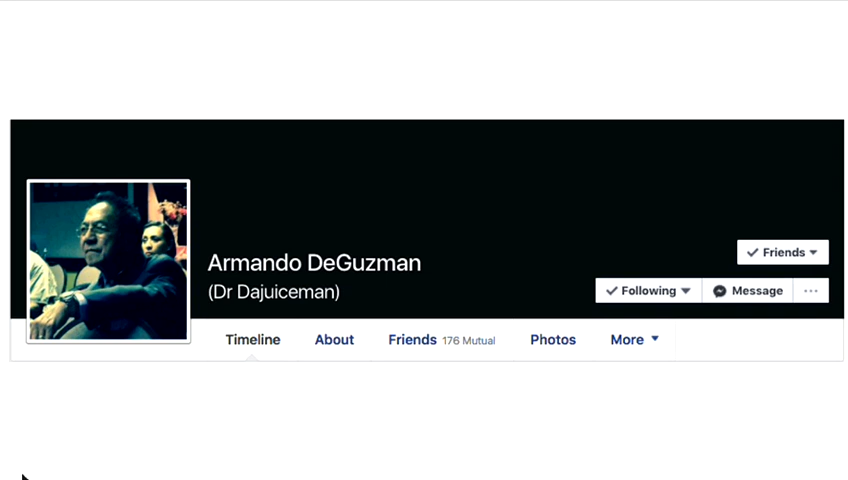 Armando DeGuzman
(Dr Dajuiceman)
Friends
Following
Message
Timeline
About
Friends 176 Mutual
Photos
More